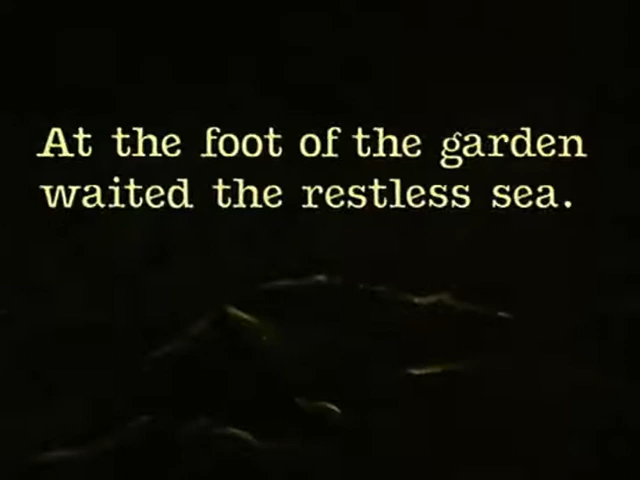 At the foot of the garden
waited the restless sea.